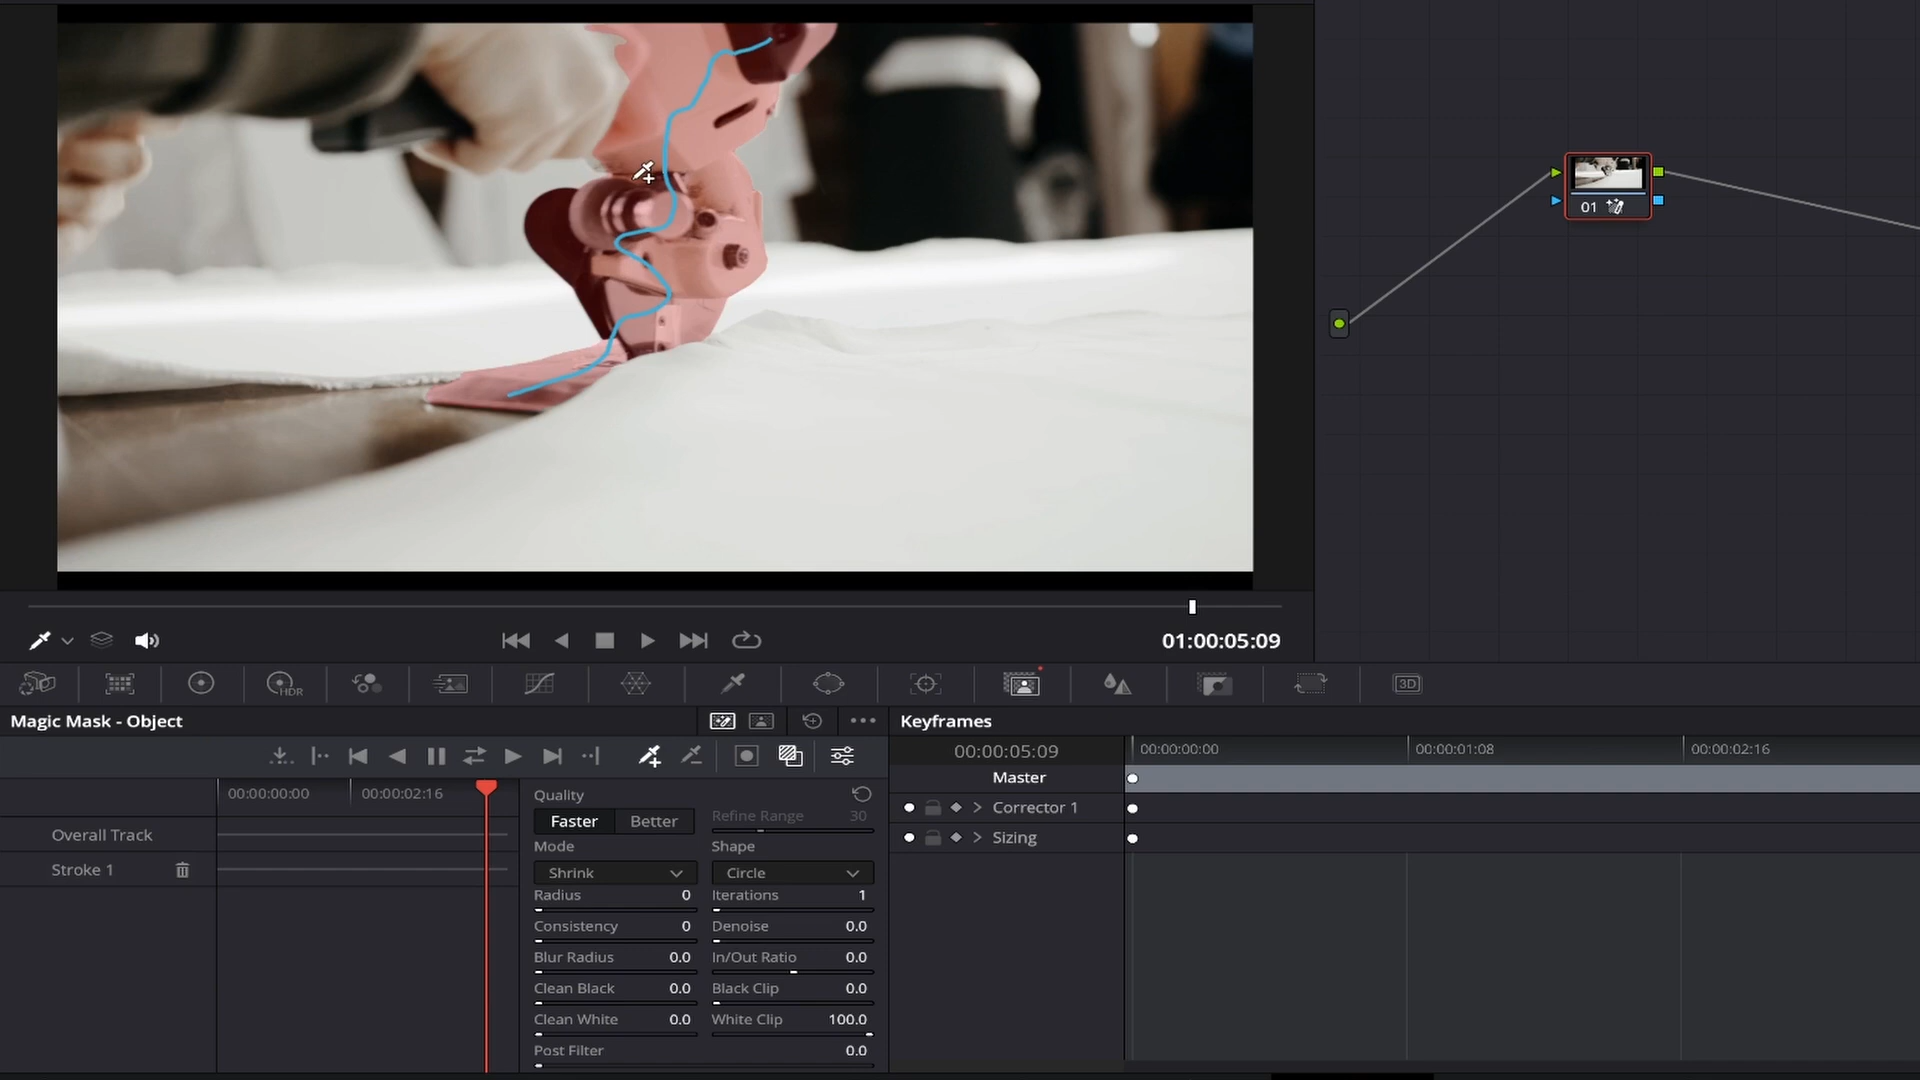 01
01:00:05:09
HDR
3D
Magic Mask - Object
Keyframes
00:00:00:00
00:00:02:16
Overall Track
Stroke 1
Quality
Faster
Better
Refine Range
30
Mode
Shape
Shrink
Circle
Radius
0
Iterations
1
Consistency
0
Denoise
0.0
Blur Radius
0.0
In/Out Ratio
0.0
Clean Black
0.0
Black Clip
0.0
Clean White
0.0
White Clip
100.0
Post Filter
0.0
00:00:05:09
00:00:00:00
00:00:01:08
00:00:02:16
Master
Corrector 1
Sizing